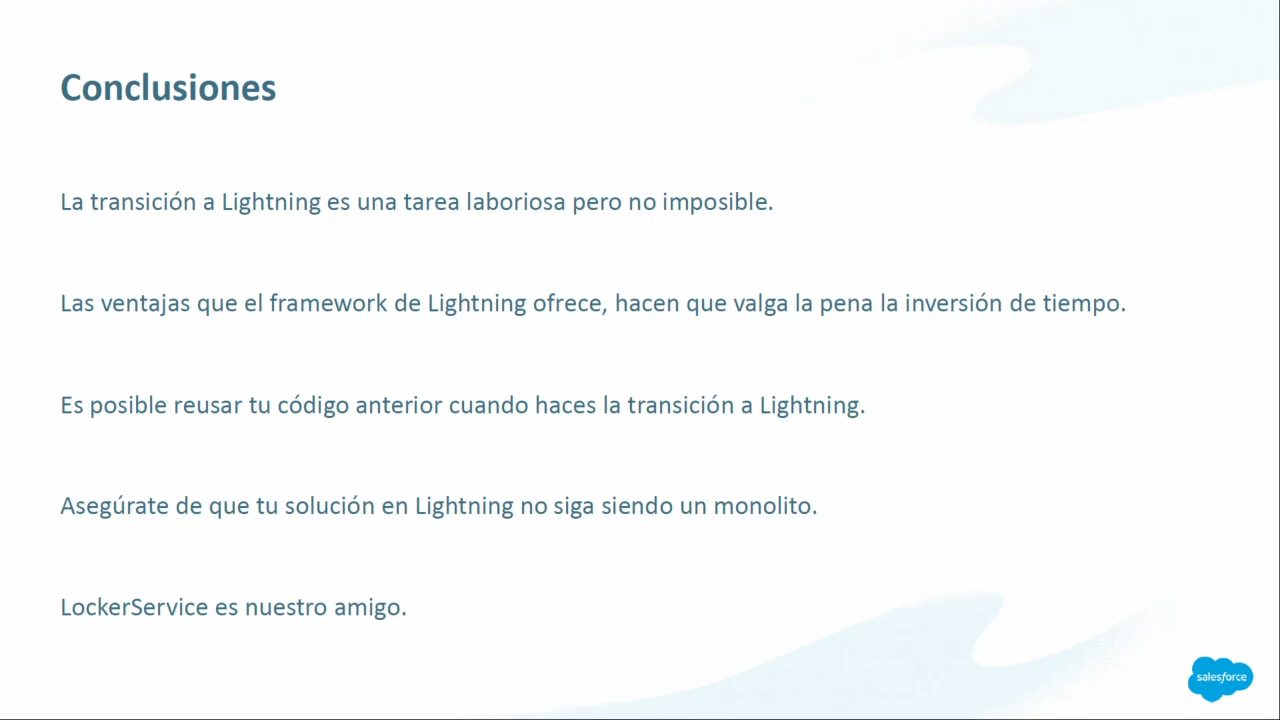 Conclusiones
La transición a Lightning es una tarea laboriosa pero no imposible.
Las ventajas que el framework de Lightning ofrece, hacen que valga la pena la inversión de tiempo.
Es posible reusar tu código anterior cuando haces la transición a Lightning.
Asegúrate de que tu solución en Lightning no siga siendo un monolito.
LockerService es nuestro amigo.
salesforce